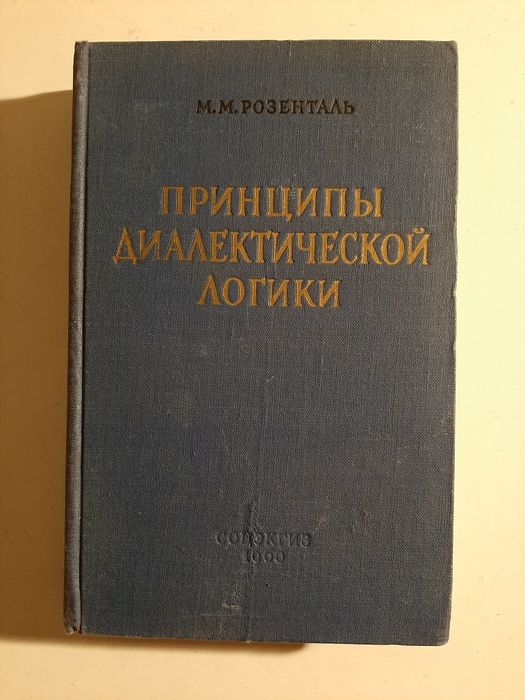 М. М. РОЗЕНТАЛЬ
ПРИНЦИПЫ
ДИАЛЕКТИЧЕСКОЙ
ЛОГИКИ
СОЦЭКГИЗ
1960